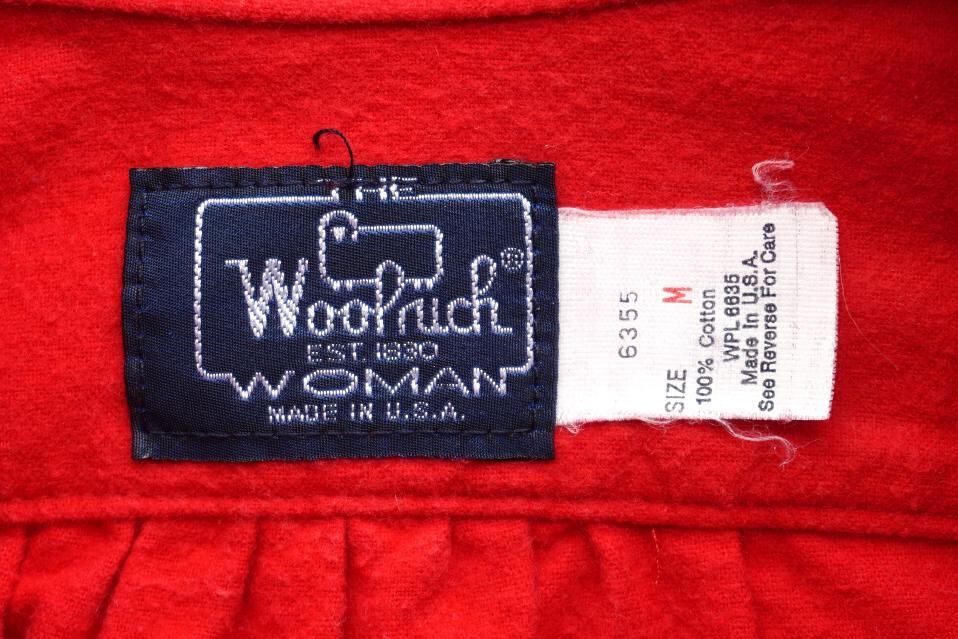 THE
Woolrich®
EST. 1830
WOMAN
MADE IN U.S.A.
6355
SIZE M
100% Cotton
WPL 6635
Made In U.S.A.
See Reverse For Care